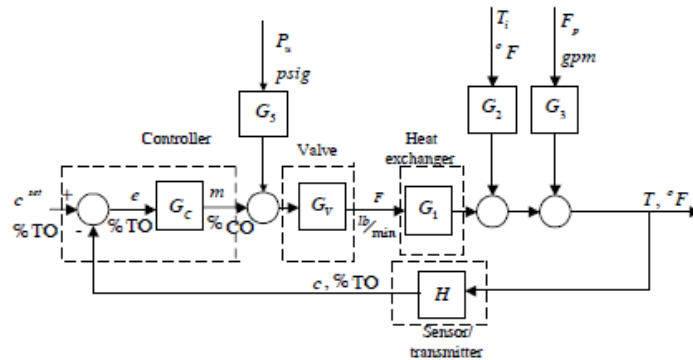 T_i
F_p
P_u
° F
gpm
psig
G_5
G_2
G_3
Controller
Valve
Heat
exchanger
c^set
+
e
m
F
T, °F
G_C
G_V
G_1
% TO
-
% TO
% CO
lb/min
c, % TO
H
Sensor/
transmitter